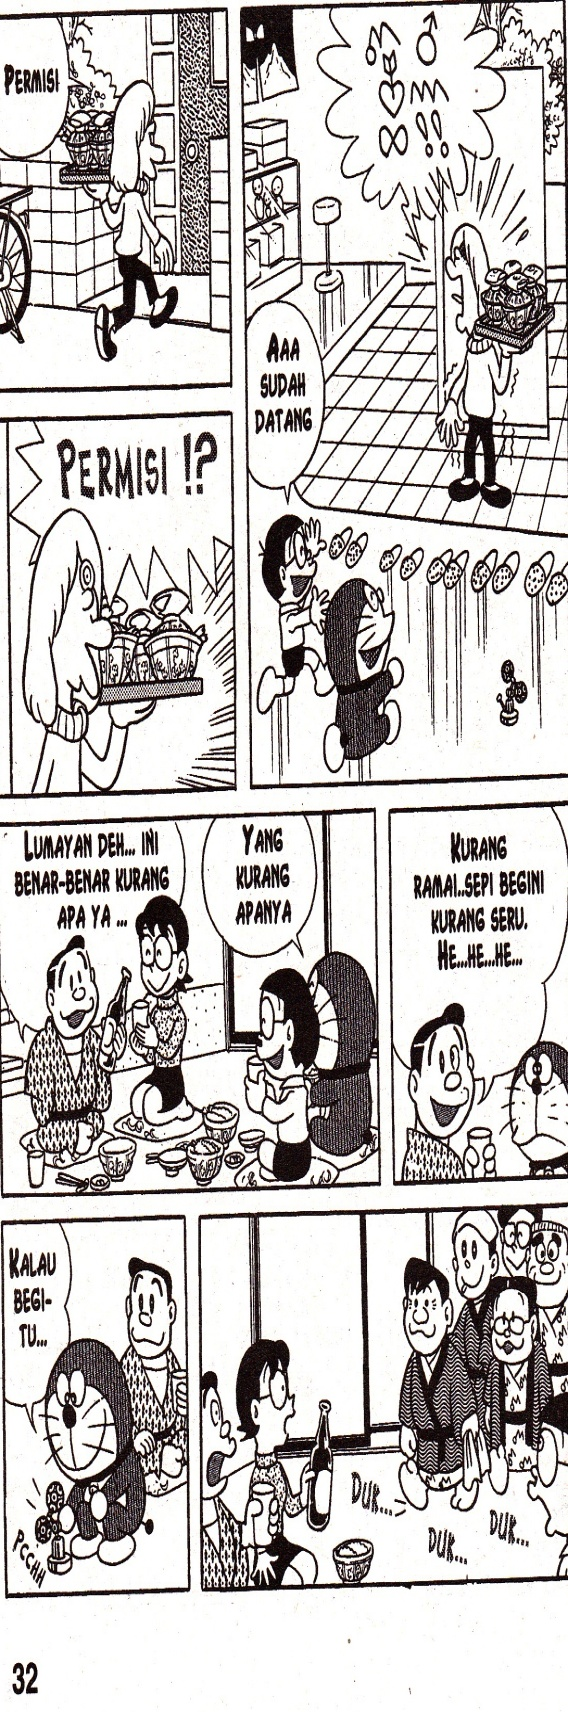 PERMISI
PERMISI !?
AAA
SUDAH
DATANG
LUMAYAN DEH... INI
BENAR-BENAR KURANG
APA YA ...
YANG
KURANG
APANYA
KURANG
RAMAI..SEPI BEGINI
KURANG SERU.
HE...HE...HE...
KALAU
BEGI-
TU...
PCCHH
DUK...
DUK...
DUK...
32